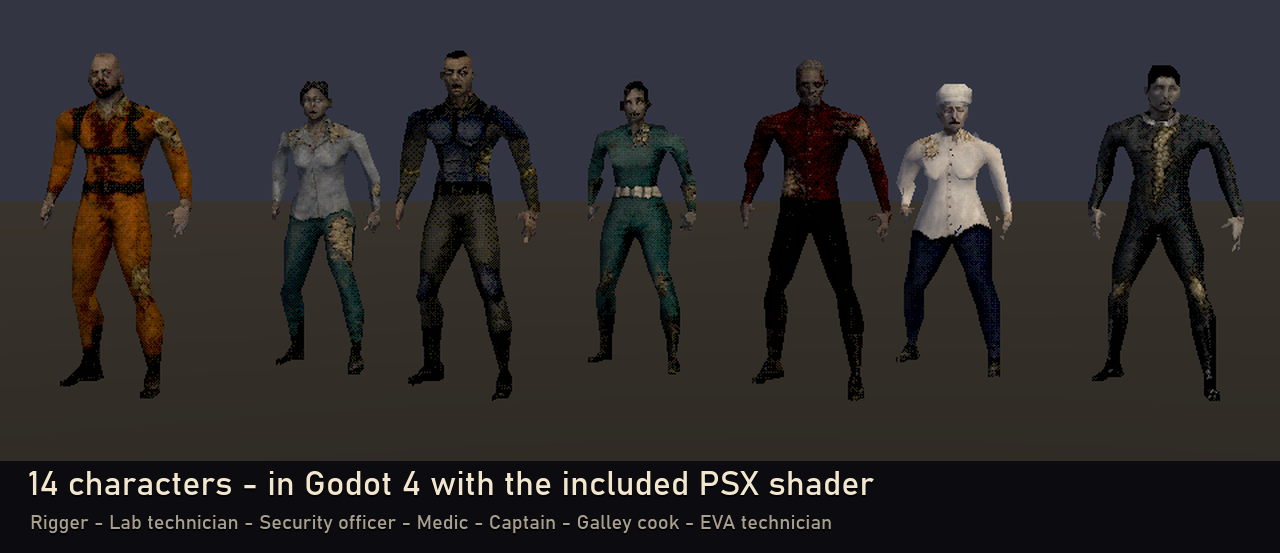 14 characters - in Godot 4 with the included PSX shader
Rigger - Lab technician - Security officer - Medic - Captain - Galley cook - EVA technician